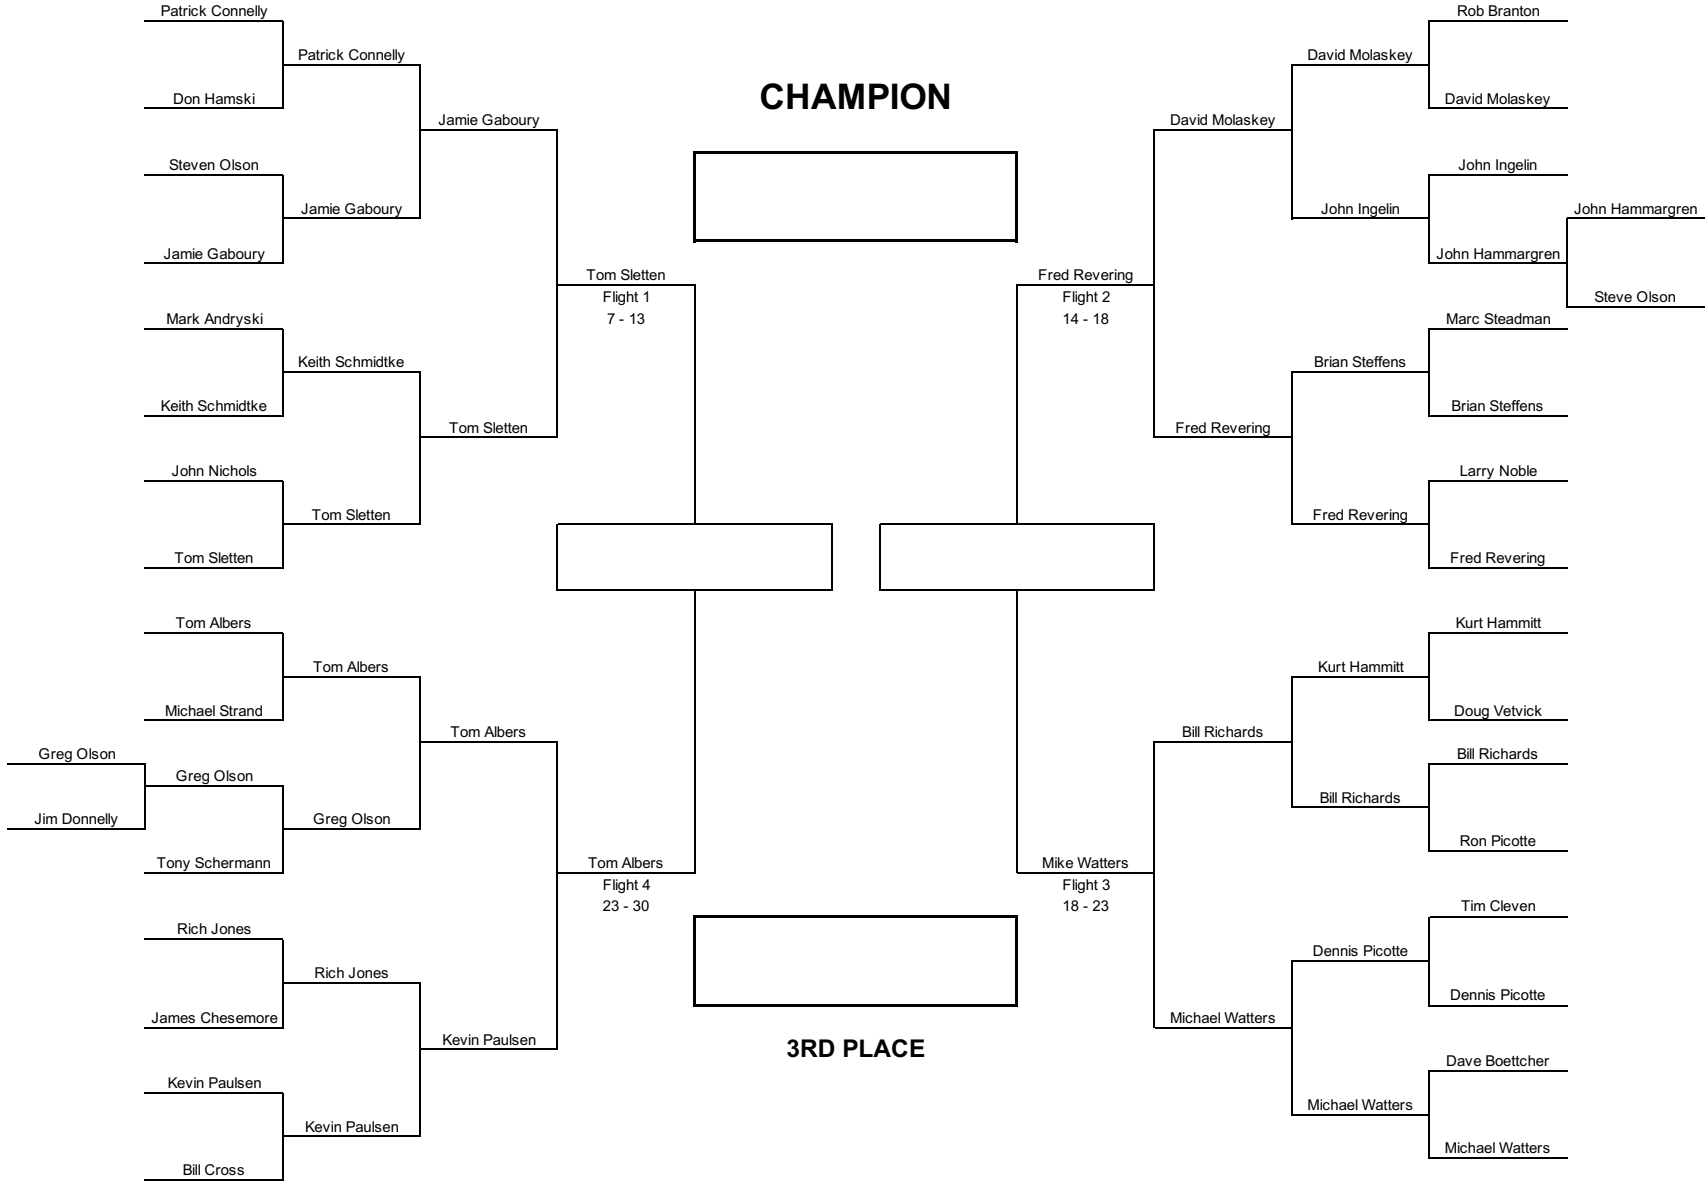 Patrick Connelly
Rob Branton
Patrick Connelly
David Molaskey
CHAMPION
Don Hamski
David Molaskey
Jamie Gaboury
David Molaskey
Steven Olson
John Ingelin
Jamie Gaboury
John Ingelin
John Hammargren
Jamie Gaboury
John Hammargren
Tom Sletten
Fred Revering
Flight 1
Flight 2
Steve Olson
7 - 13
14 - 18
Mark Andryski
Marc Steadman
Keith Schmidtke
Brian Steffens
Keith Schmidtke
Brian Steffens
Tom Sletten
Fred Revering
John Nichols
Larry Noble
Tom Sletten
Fred Revering
Tom Sletten
Fred Revering
Tom Albers
Kurt Hammitt
Tom Albers
Kurt Hammitt
Michael Strand
Doug Vetvick
Tom Albers
Bill Richards
Greg Olson
Bill Richards
Greg Olson
Bill Richards
Jim Donnelly
Greg Olson
Ron Picotte
Tony Schermann
Tom Albers
Mike Watters
Flight 4
Flight 3
23 - 30
18 - 23
Tim Cleven
Rich Jones
Dennis Picotte
Rich Jones
Dennis Picotte
James Chesemore
Michael Watters
Kevin Paulsen
3RD PLACE
Dave Boettcher
Kevin Paulsen
Michael Watters
Kevin Paulsen
Michael Watters
Bill Cross